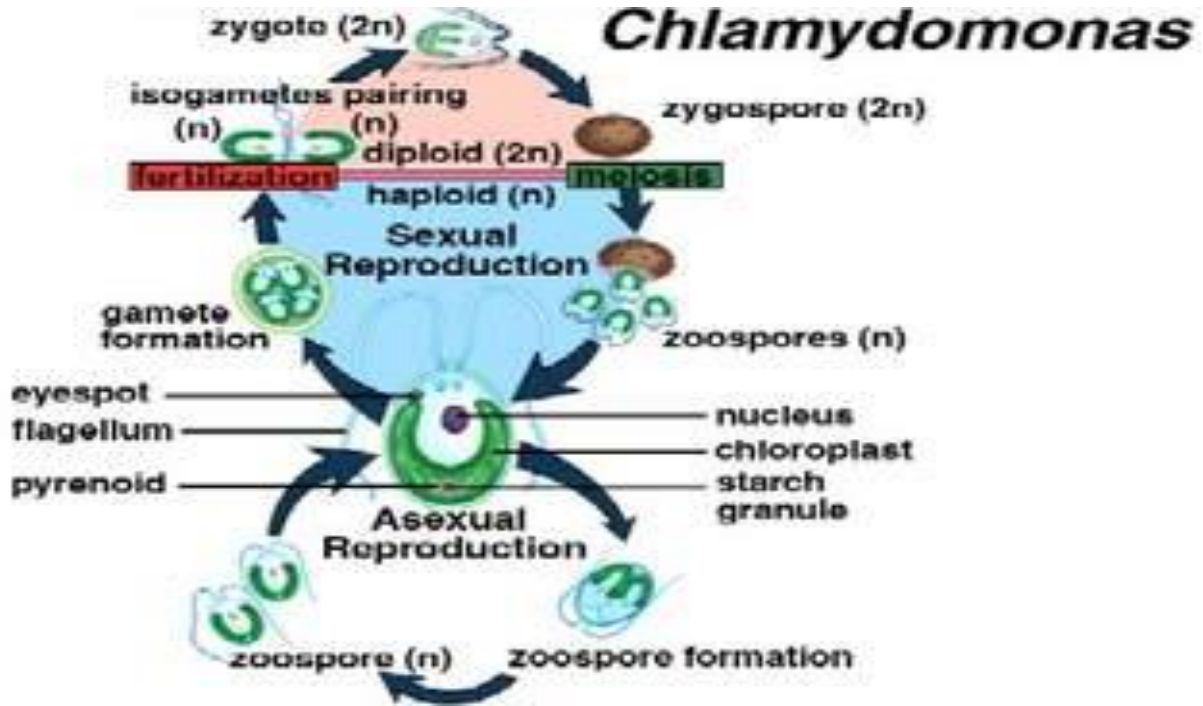 Chlamydomonas
zygote (2n)
zygospore (2n)
isogametes pairing
(n)
(n)
diploid (2n)
fertilization
meiosis
haploid (n)
Sexual
Reproduction
gamete
formation
zoospores (n)
eyespot
flagellum
pyrenoid
nucleus
chloroplast
starch
granule
Asexual
Reproduction
zoospore (n)
zoospore formation